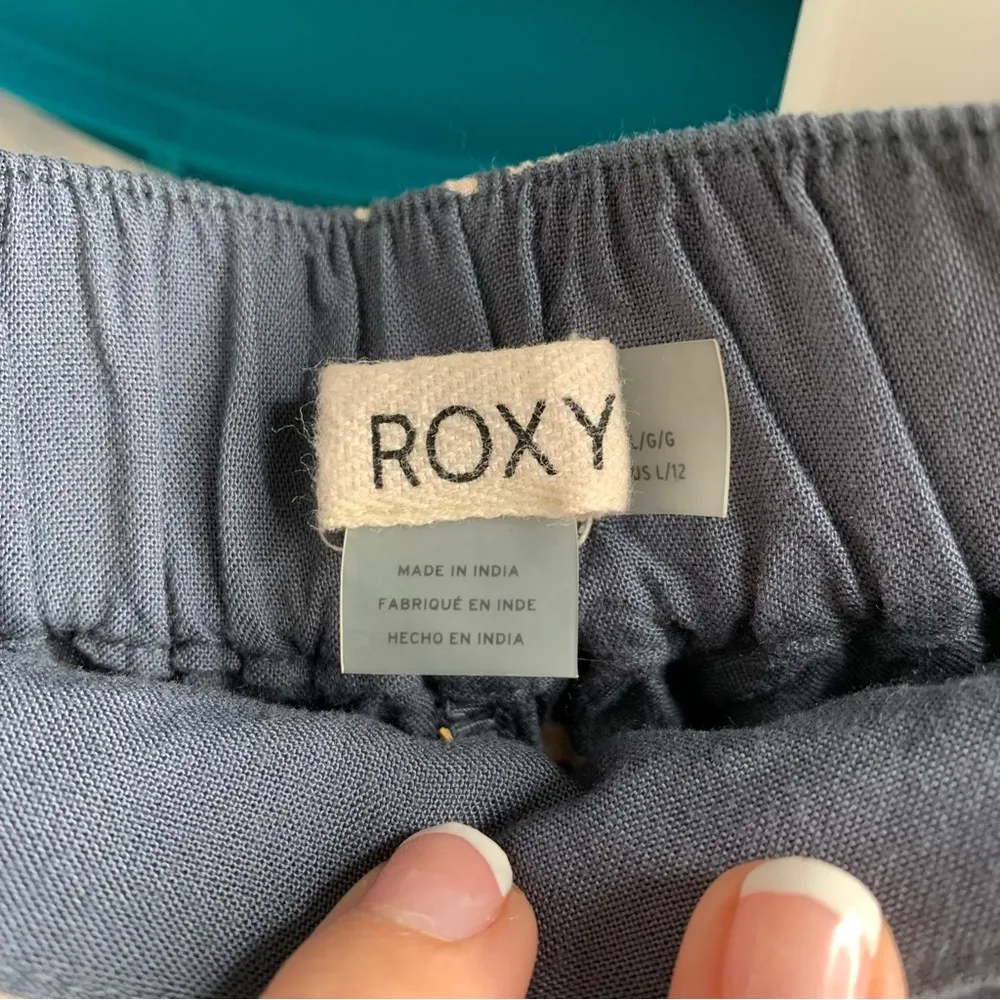 ROXY
L/G/G
US L/12
MADE IN INDIA
FABRIQUÉ EN INDE
HECHO EN INDIA